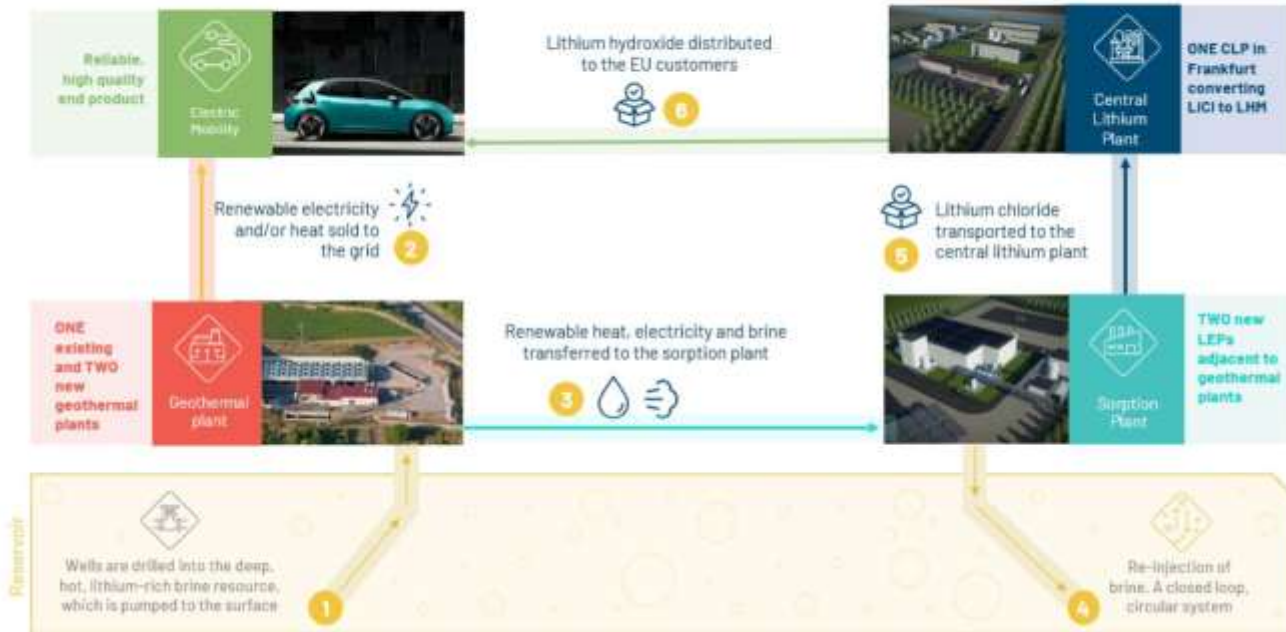 Reliable,
high quality
end product
Electric
Mobility
Lithium hydroxide distributed
to the EU customers
6
Central
Lithium
Plant
ONE CLP in
Frankfurt
converting
LiCl to LHM
Renewable electricity
and/or heat sold to
the grid
2
5
Lithium chloride
transported to the
central lithium plant
ONE
existing
and TWO
new
geothermal
plants
Geothermal
plant
Renewable heat, electricity and brine
transferred to the sorption plant
3
Sorption
Plant
TWO new
LEPs
adjacent to
geothermal
plants
Reservoir
Wells are drilled into the deep,
hot, lithium-rich brine resource,
which is pumped to the surface
1
4
Re-injection of
brine. A closed loop,
circular system